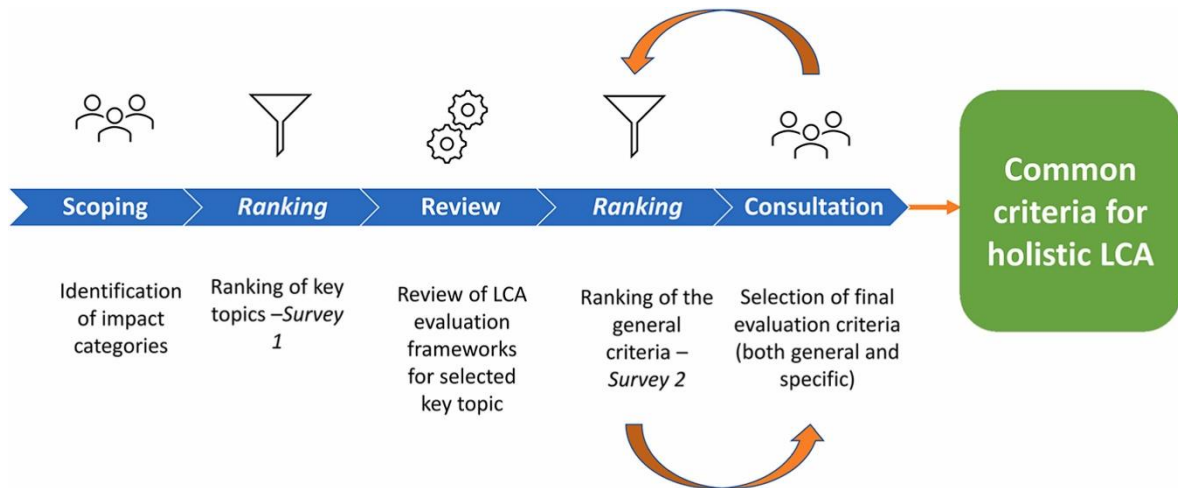 Scoping
Ranking
Review
Ranking
Consultation
Common
criteria for
holistic LCA
Identification
of impact
categories
Ranking of key
topics –Survey
1
Review of LCA
evaluation
frameworks
for selected
key topic
Ranking of the
general
criteria –
Survey 2
Selection of final
evaluation criteria
(both general and
specific)